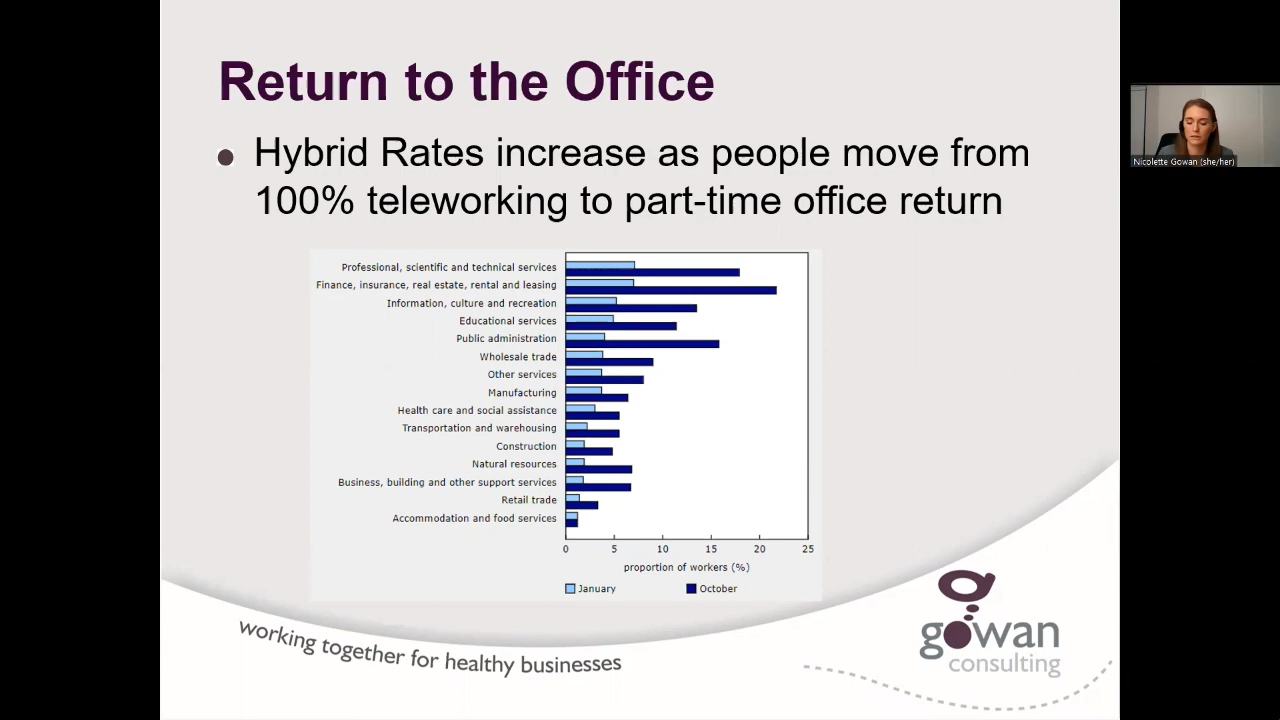 Return to the Office
Hybrid Rates increase as people move from
100% teleworking to part-time office return
Professional, scientific and technical services
Finance, insurance, real estate, rental and leasing
Information, culture and recreation
Educational services
Public administration
Wholesale trade
Other services
Manufacturing
Health care and social assistance
Transportation and warehousing
Construction
Natural resources
Business, building and other support services
Retail trade
Accommodation and food services
0 5 10 15 20 25
proportion of workers (%)
January October
working together for healthy businesses
gowan
consulting
Nicolette Gowan (she/her)